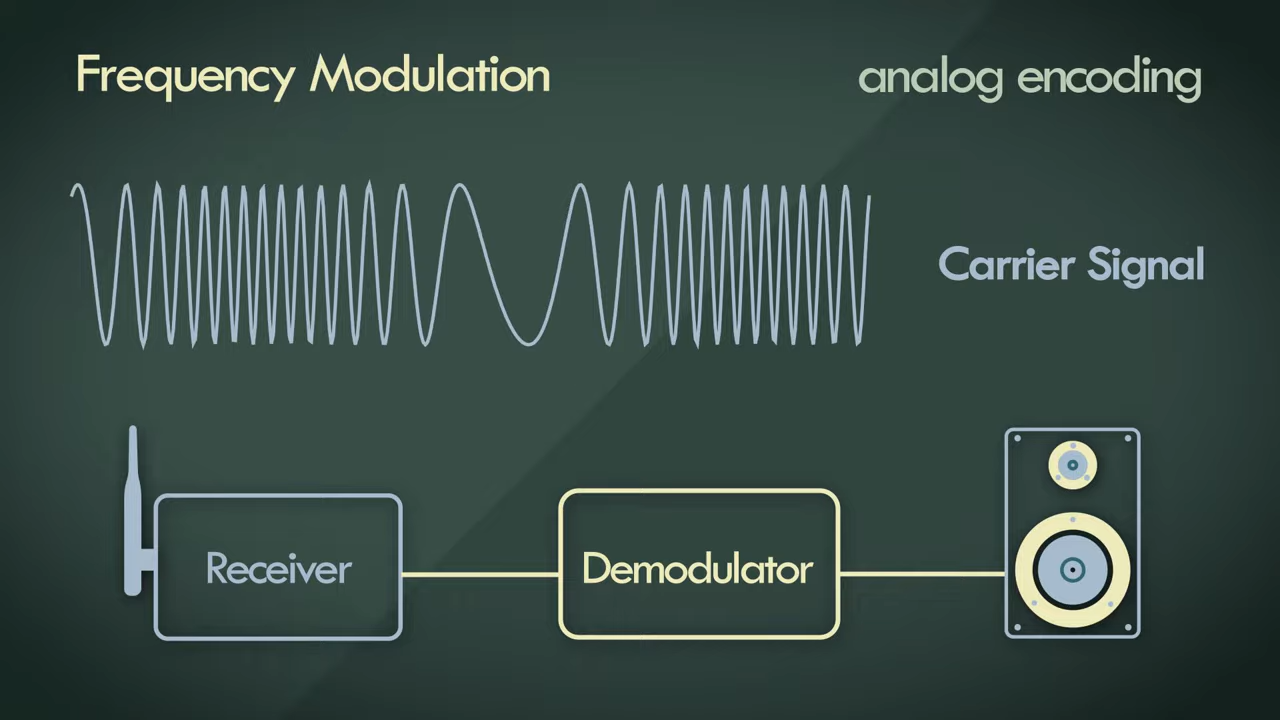 Frequency Modulation
analog encoding
Carrier Signal
Receiver
Demodulator